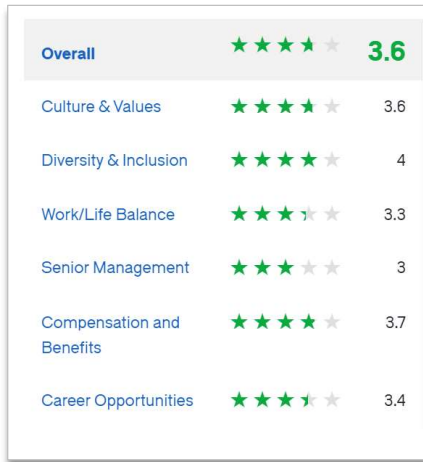 Overall 3.6
Culture & Values 3.6
Diversity & Inclusion 4
Work/Life Balance 3.3
Senior Management 3
Compensation and 3.7
Benefits
Career Opportunities 3.4